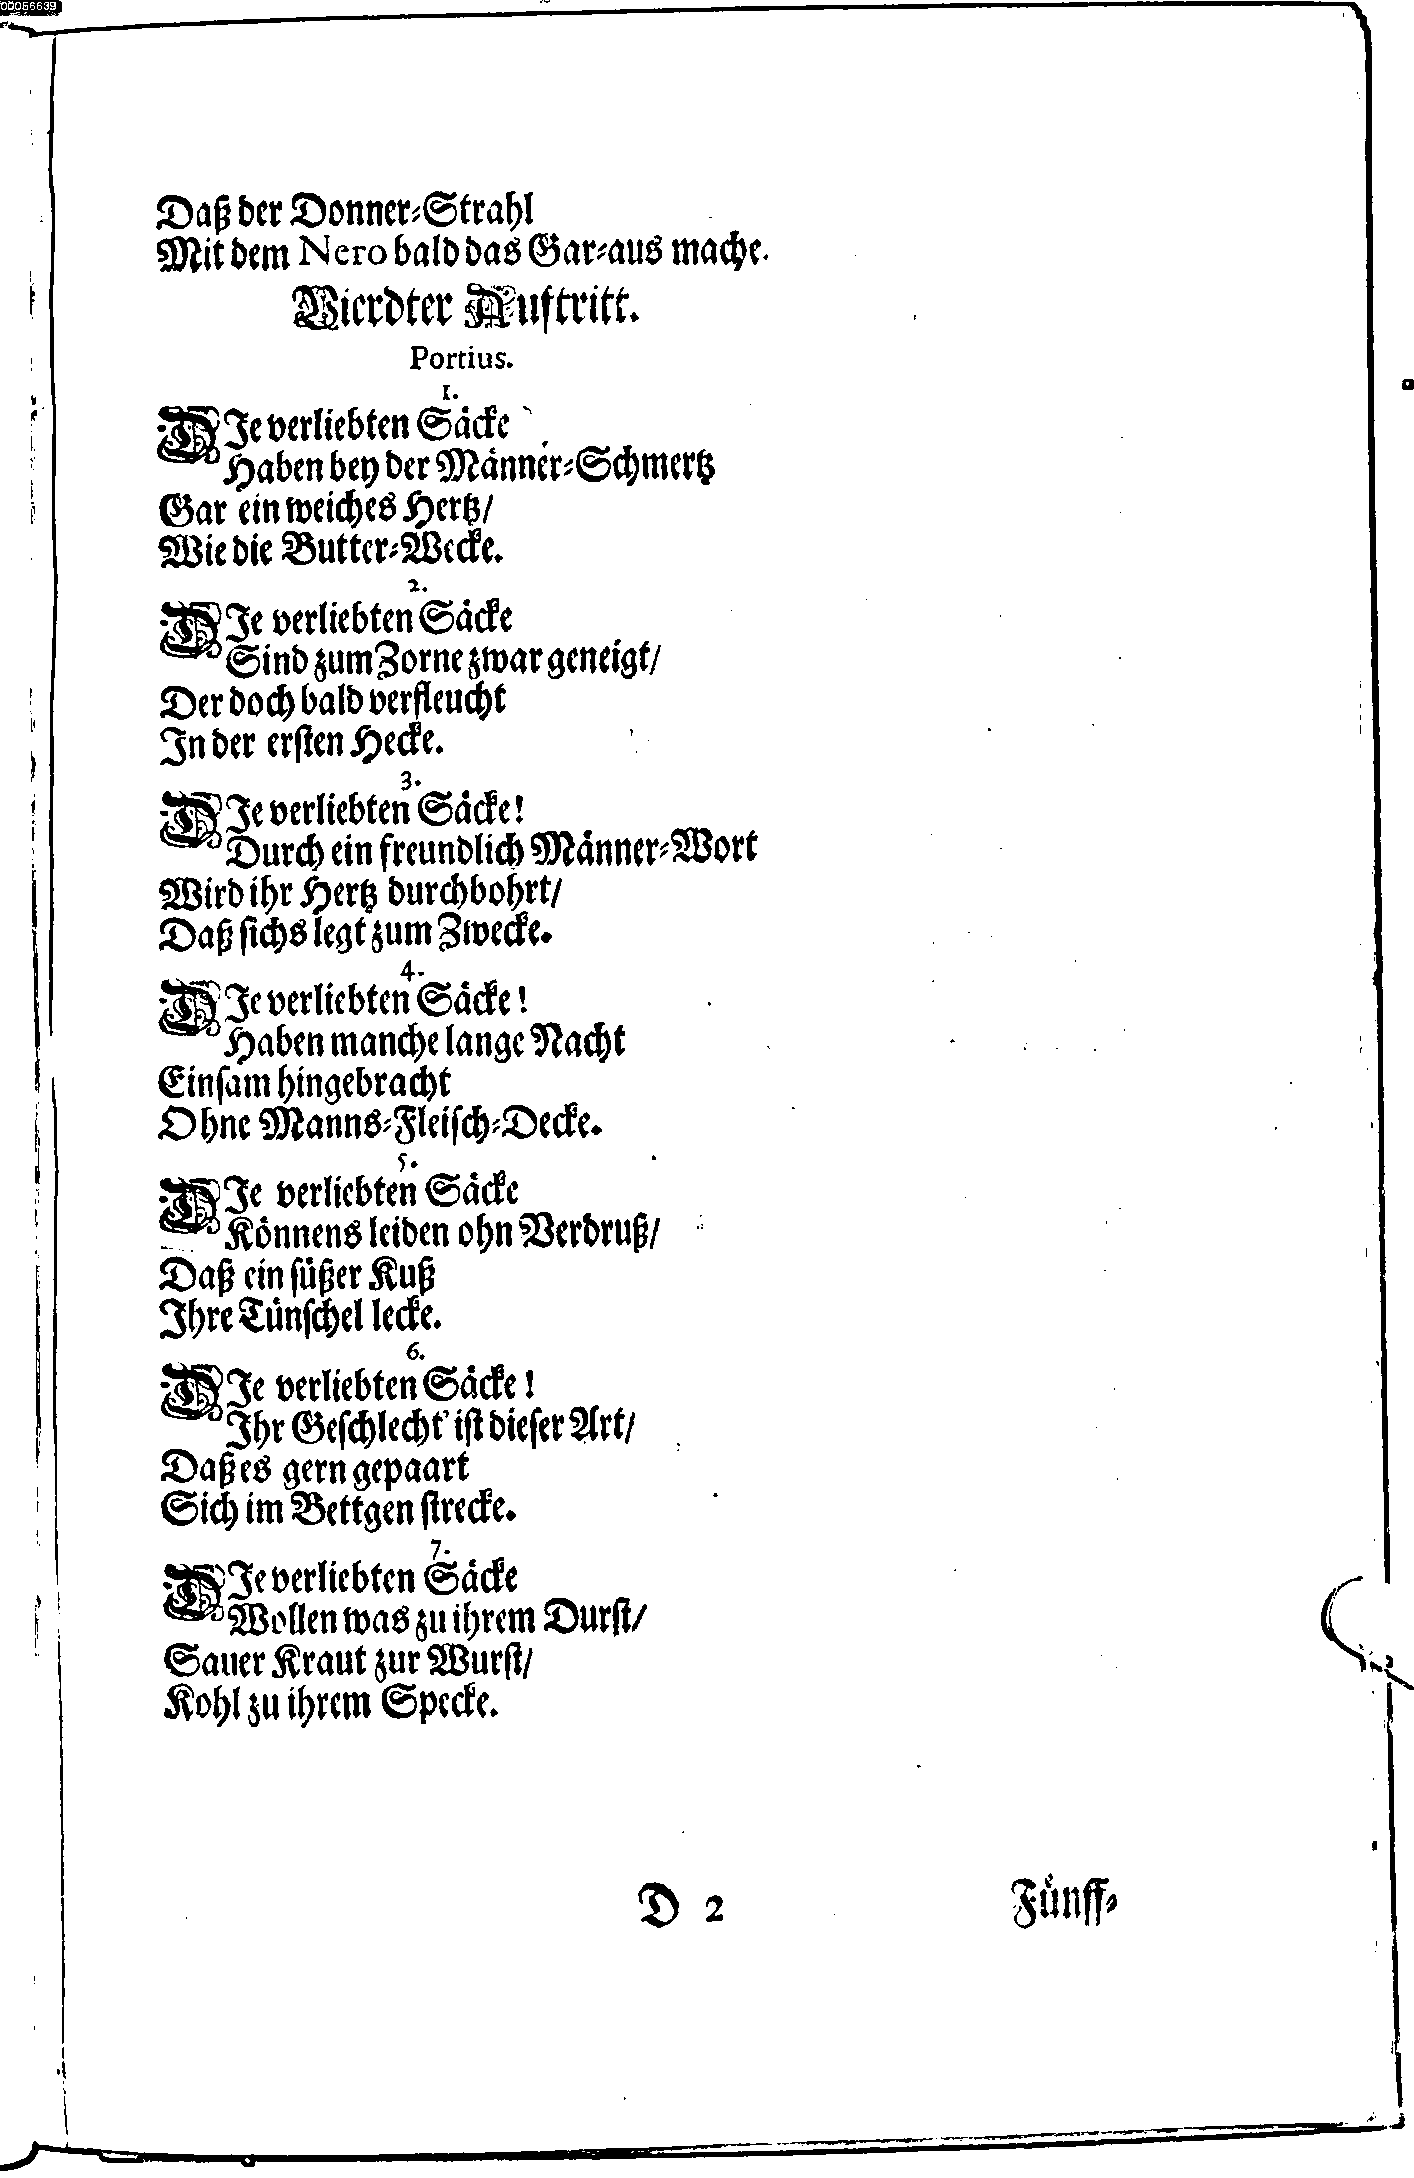 00056639
Daß der Donner-Strahl
Mit dem Nero bald das Gar-aus mache.
Vierdter Auftritt.
Portius.
1.
DIe verliebten Säcke
Haben bey der Männer-Schmertz
Gar ein weiches Hertz/
Wie die Butter-Wecke.
2.
DIe verliebten Säcke
Sind zum Zorne zwar geneigt/
Der doch bald verfleucht
In der ersten Hecke.
3.
DIe verliebten Säcke!
Durch ein freundlich Männer-Wort
Wird ihr Hertz durchbohrt/
Daß sichs legt zum Zwecke.
4.
DIe verliebten Säcke!
Haben manche lange Nacht
Einsam hingebracht
Ohne Manns-Fleisch-Decke.
5.
DIe verliebten Säcke
Können's leiden ohn Verdruß/
Daß ein süßer Kuß
Ihre Tünschel lecke.
6.
DIe verliebten Säcke!
Ihr Geschlecht ist dieser Art/
Daß es gern gepaart
Sich im Bettgen strecke.
7.
DIe verliebten Säcke
Wollen was zu ihrem Durst/
Sauer Kraut zur Wurst/
Kohl zu ihrem Specke.
D 2
Fünff-